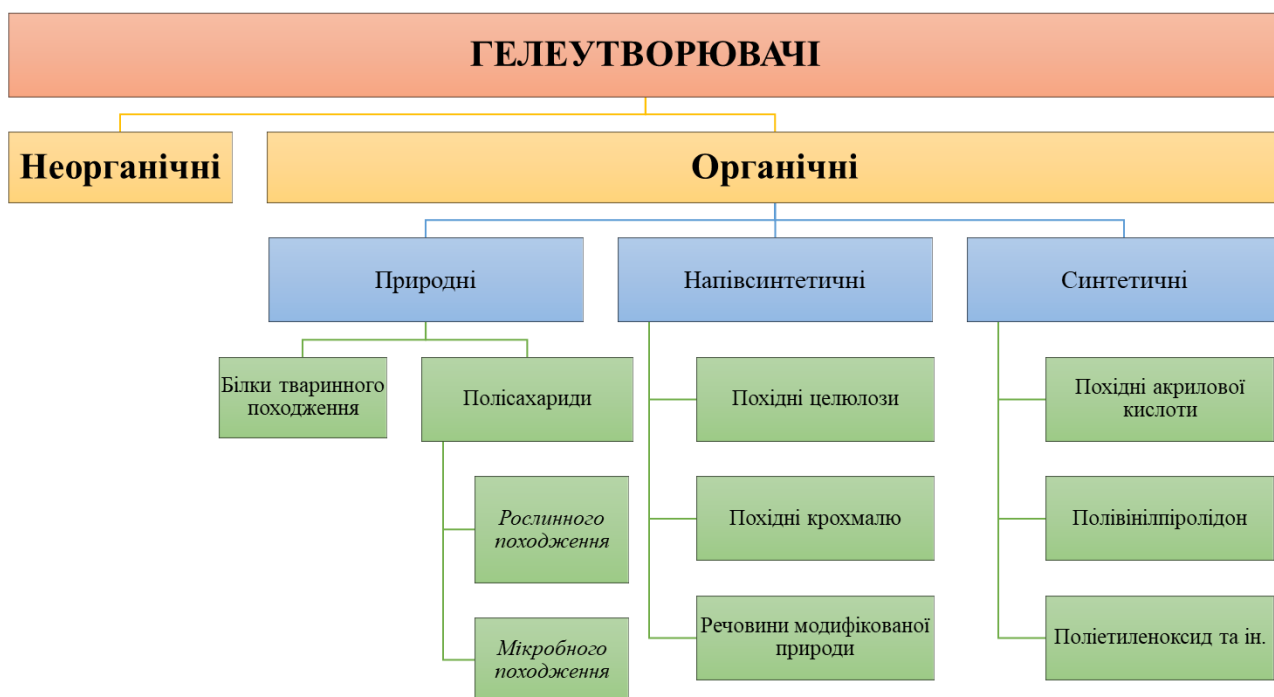 ГЕЛЕУТВОРЮВАЧІ
Неорганічні
Органічні
Природні
Напівсинтетичні
Синтетичні
Білки тваринного
походження
Полісахариди
Похідні целюлози
Похідні акрилової
кислоти
Рослинного
походження
Похідні крохмалю
Полівінілпіролідон
Мікробного
походження
Речовини модифікованої
природи
Поліетиленоксид та ін.